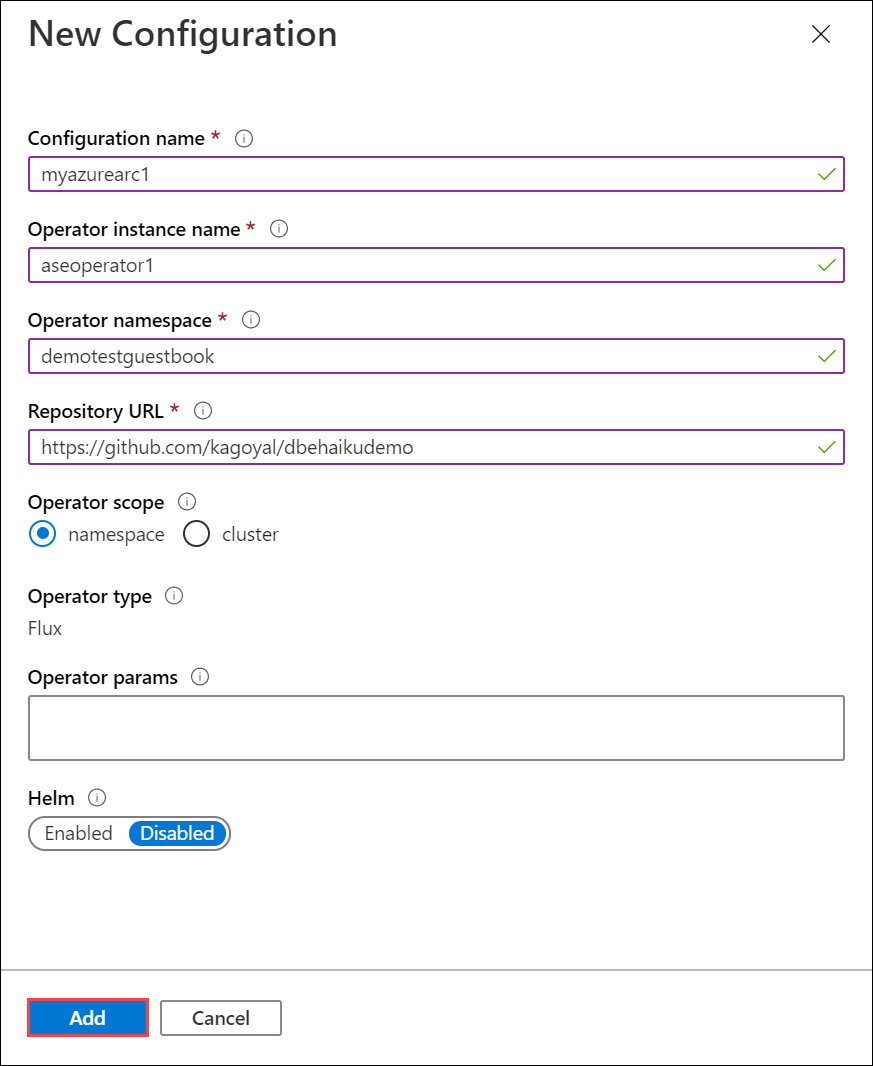 New Configuration
Configuration name *
myazurearc1
Operator instance name *
aseoperator1
Operator namespace *
demotestguestbook
Repository URL *
https://github.com/kagoyal/dbehaikudemo
Operator scope
namespace cluster
Operator type
Flux
Operator params
Helm
Enabled Disabled
Add Cancel